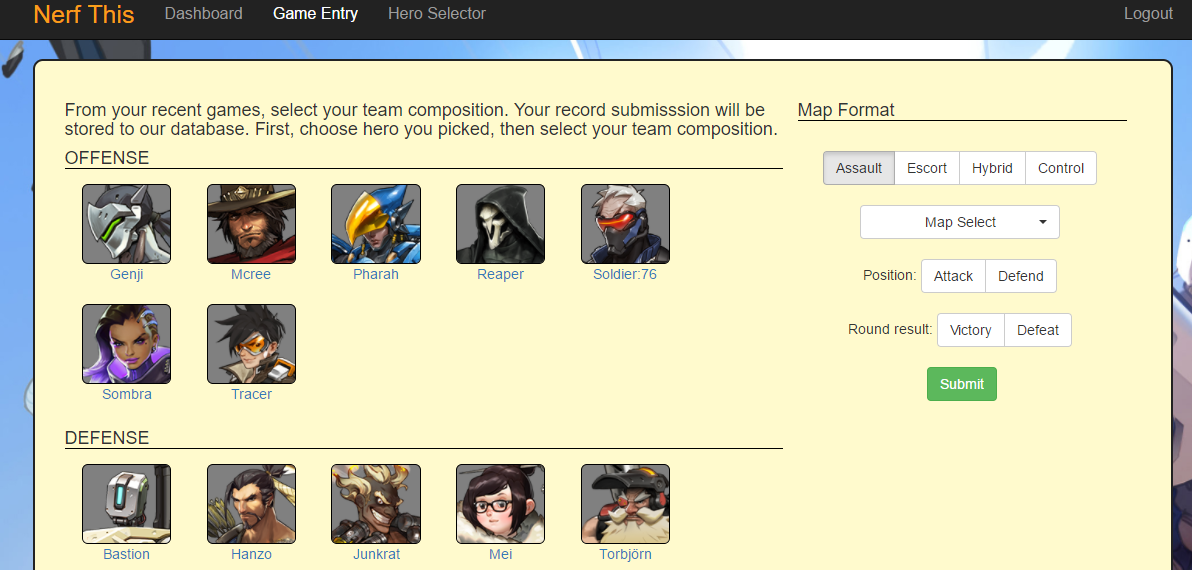 Nerf This Dashboard Game Entry Hero Selector Logout
From your recent games, select your team composition. Your record submisssion will be
stored to our database. First, choose hero you picked, then select your team composition.
OFFENSE
Genji Mcree Pharah Reaper Soldier:76
Sombra Tracer
DEFENSE
Bastion Hanzo Junkrat Mei Torbjörn
Map Format
Assault Escort Hybrid Control
Map Select
Position: Attack Defend
Round result: Victory Defeat
Submit